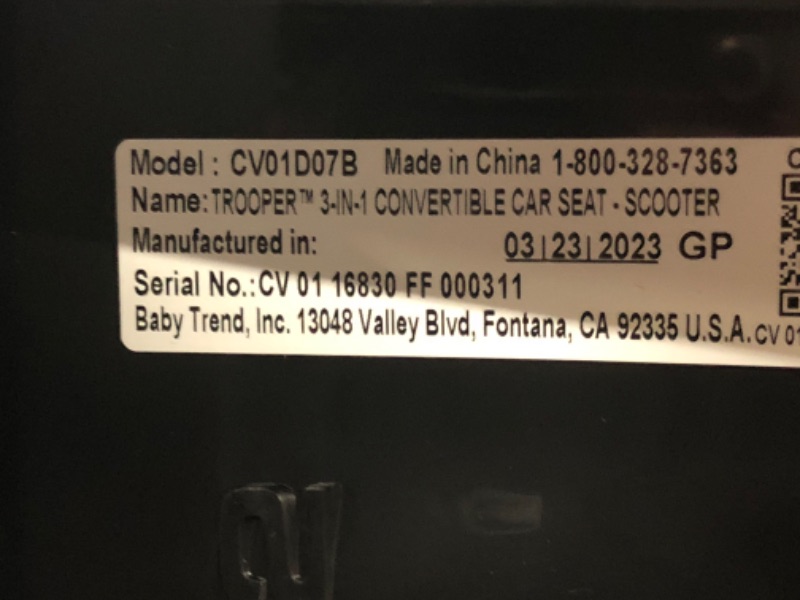 Model : CV01D07B Made in China 1-800-328-7363
Name: TROOPER™ 3-IN-1 CONVERTIBLE CAR SEAT - SCOOTER
Manufactured in: 03|23|2023 GP
Serial No.: CV 01 16830 FF 000311
Baby Trend, Inc. 13048 Valley Blvd, Fontana, CA 92335 U.S.A. CV 01